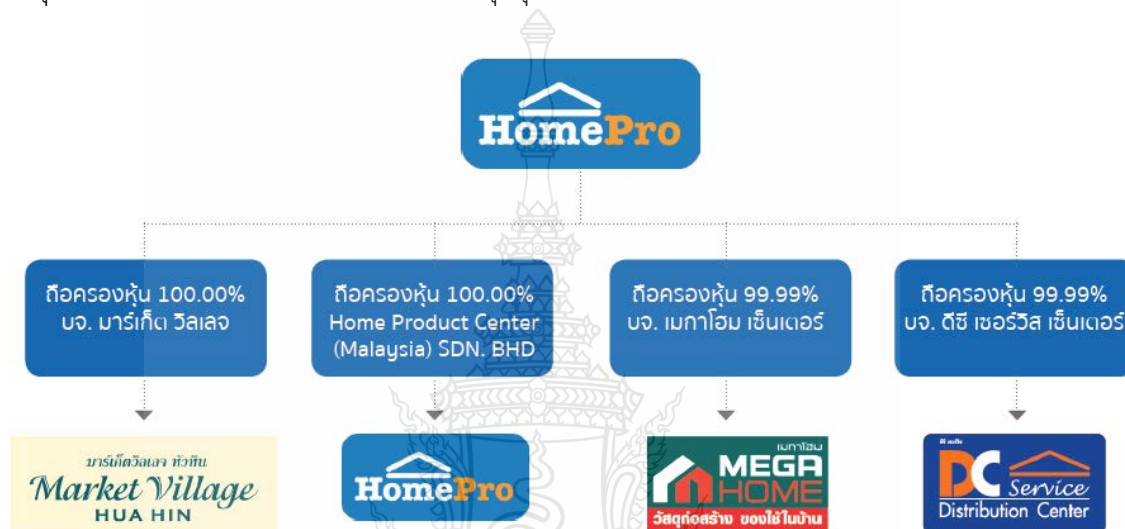 HomePro
ถือครองหุ้น 100.00%
บจ. มาร์เก็ต วิลเลจ
ถือครองหุ้น 100.00%
Home Product Center
(Malaysia) SDN. BHD
ถือครองหุ้น 99.99%
บจ. เมกาโฮม เซ็นเตอร์
ถือครองหุ้น 99.99%
บจ. ดีซี เซอร์วิส เซ็นเตอร์
มาร์เก็ตวิลเลจ หัวหิน
Market Village
HUA HIN
HomePro
เมกาโฮม
MEGA
HOME
วัสดุก่อสร้าง ของใช้ในบ้าน
DC Service
Distribution Center